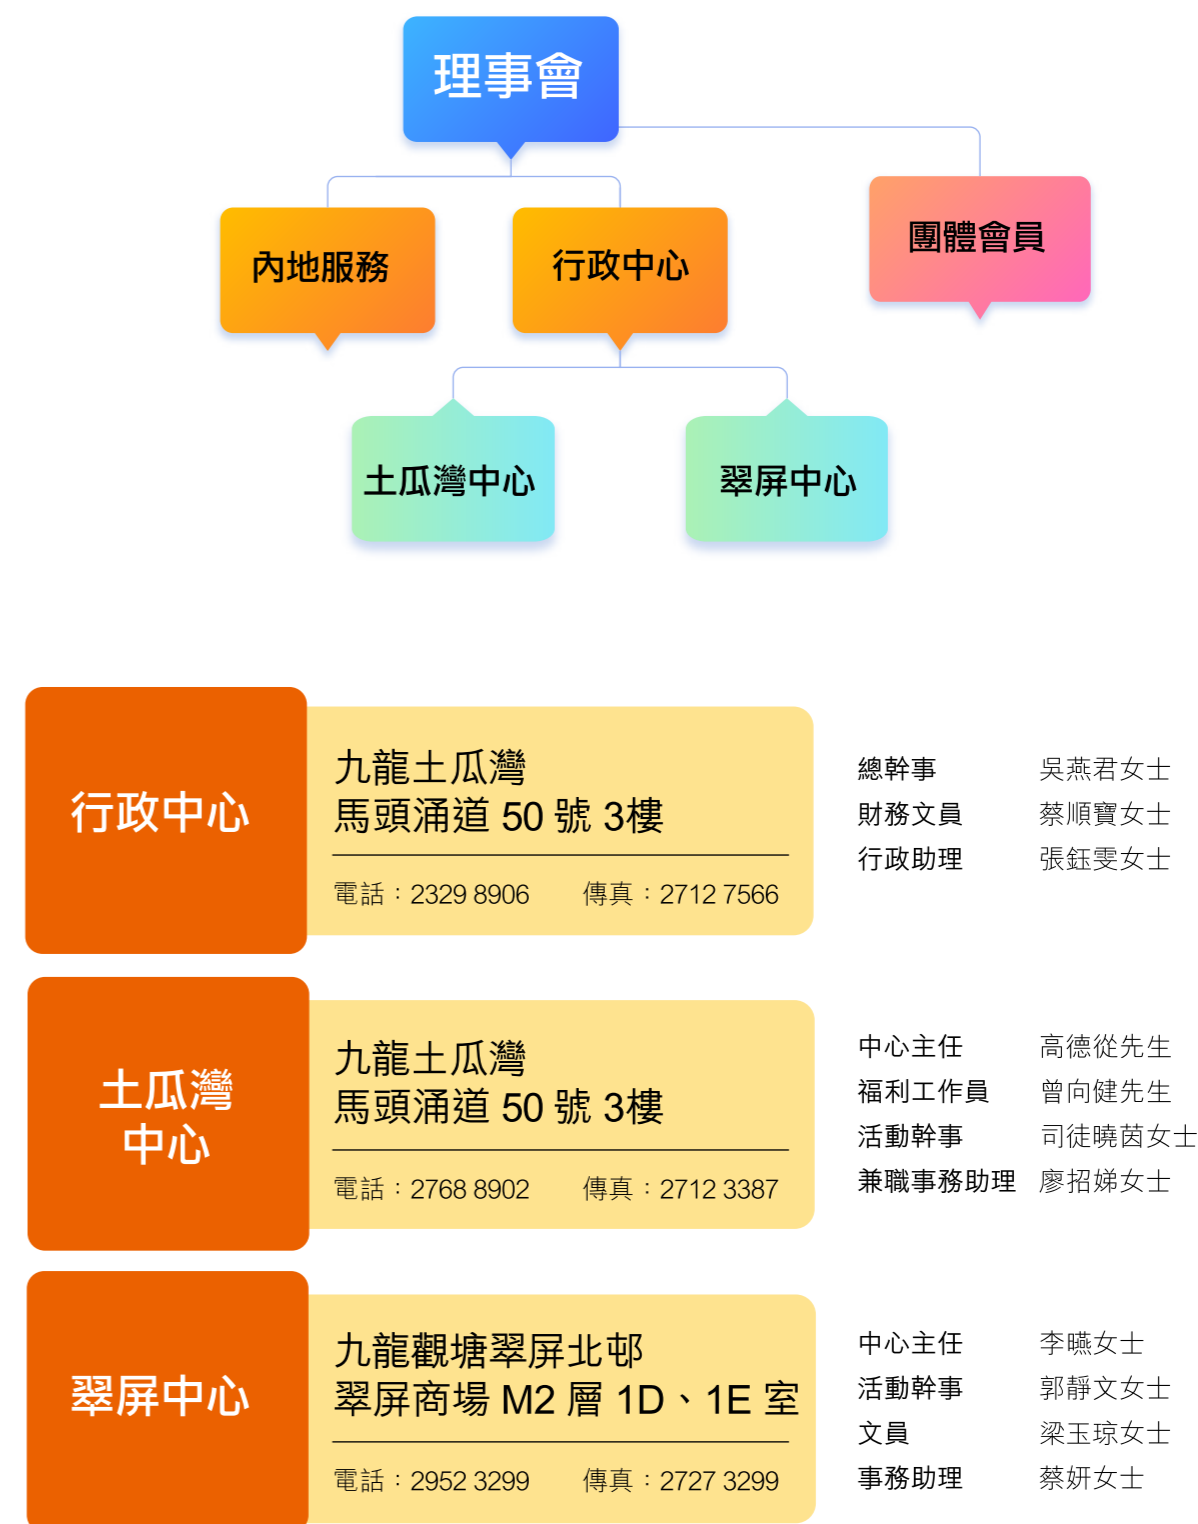 理事會
內地服務
行政中心
團體會員
土瓜灣中心
翠屏中心
行政中心
九龍土瓜灣
馬頭涌道 50 號 3樓
電話：2329 8906 傳真：2712 7566
總幹事 吳燕君女士
財務文員 蔡順寶女士
行政助理 張鈺雯女士
土瓜灣
中心
九龍土瓜灣
馬頭涌道 50 號 3樓
電話：2768 8902 傳真：2712 3387
中心主任 高德從先生
福利工作員 曾向健先生
活動幹事 司徒曉茵女士
兼職事務助理 廖招娣女士
翠屏中心
九龍觀塘翠屏北邨
翠屏商場 M2 層 1D、1E 室
電話：2952 3299 傳真：2727 3299
中心主任 李曣女士
活動幹事 郭靜文女士
文員 梁玉琼女士
事務助理 蔡妍女士